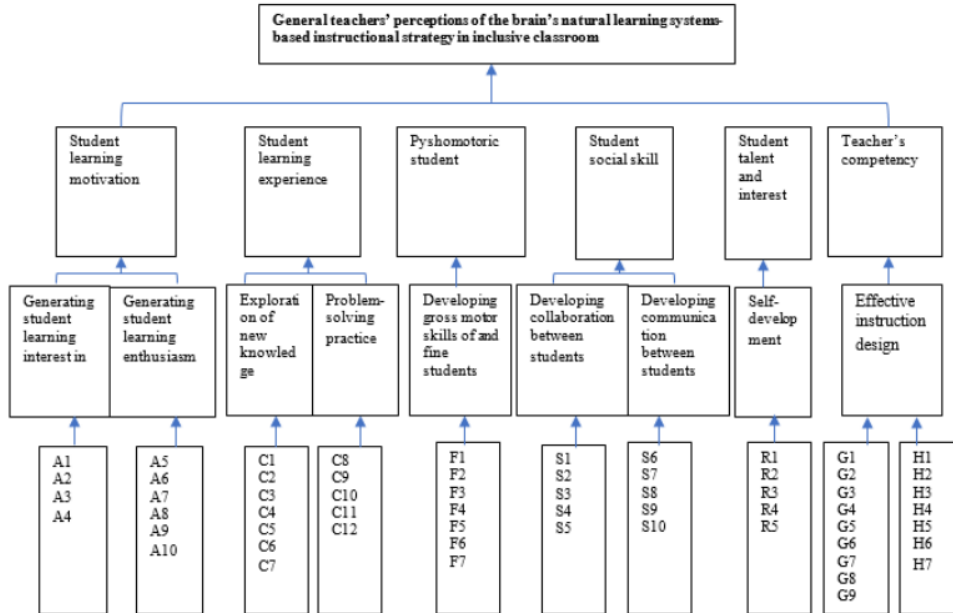 General teachers' perceptions of the brain's natural learning systems-
based instructional strategy in inclusive classroom
Student
learning
motivation
Student
learning
experience
Pyshomotoric
student
Student
social skill
Student
talent
and
interest
Teacher's
competency
Generating
student
learning
interest in
Generating
student
learning
enthusiasm
Explorati
on of
new
knowled
ge
Problem-
solving
practice
Developing
gross motor
skills of and
fine
students
Developing
collaboration
between
students
Developing
communica
tion
between
students
Self-
develop
ment
Effective
instruction
design
A1
A2
A3
A4
A5
A6
A7
A8
A9
A10
C1
C2
C3
C4
C5
C6
C7
C8
C9
C10
C11
C12
F1
F2
F3
F4
F5
F6
F7
S1
S2
S3
S4
S5
S6
S7
S8
S9
S10
R1
R2
R3
R4
R5
G1
G2
G3
G4
G5
G6
G7
G8
G9
H1
H2
H3
H4
H5
H6
H7